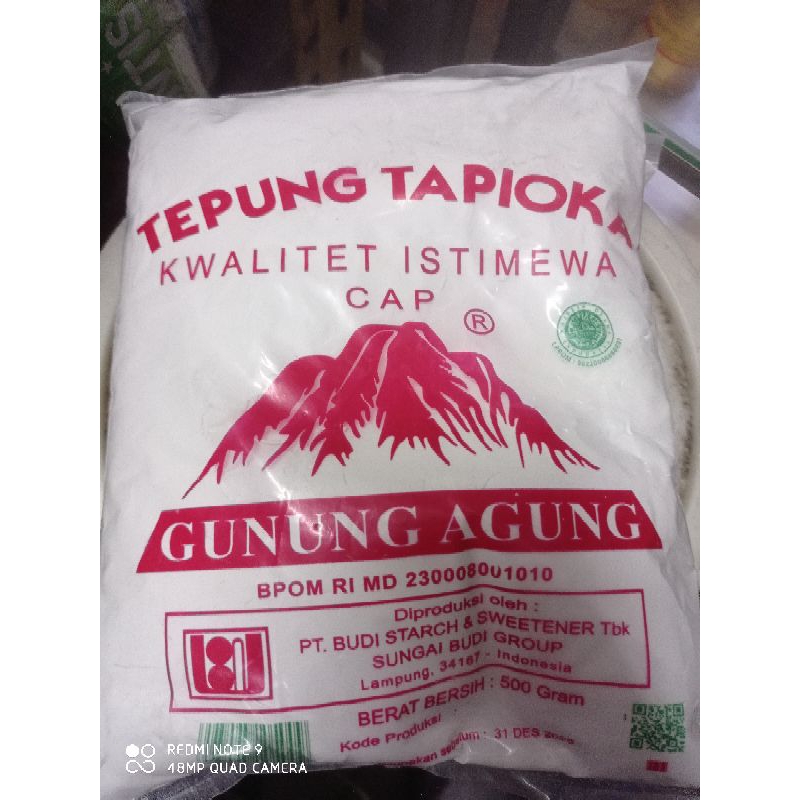 TEPUNG TAPIOKA
KWALITET ISTIMEWA
CAP
®
GUNUNG AGUNG
BPOM RI MD 230008001010
Diproduksi oleh :
PT. BUDI STARCH & SWEETENER Tbk
SUNGAI BUDI GROUP
Lampung, 34167 - Indonesia
BERAT BERSIH : 500 Gram
Kode Produksi
sebelum : 31 DES
REDMI NOTE 9
48MP QUAD CAMERA